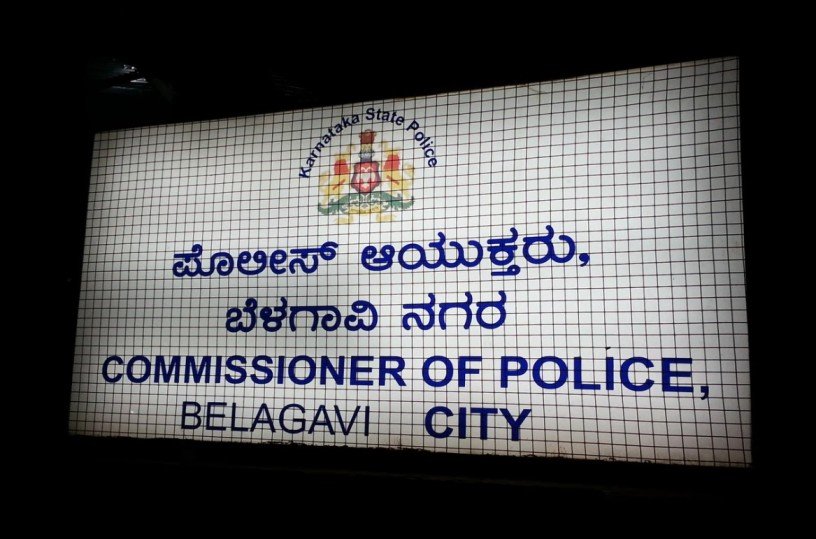 Karnataka State Police
ಪೊಲೀಸ್ ಆಯುಕ್ತರು,
ಬೆಳಗಾವಿ ನಗರ
COMMISSIONER OF POLICE,
BELAGAVI CITY